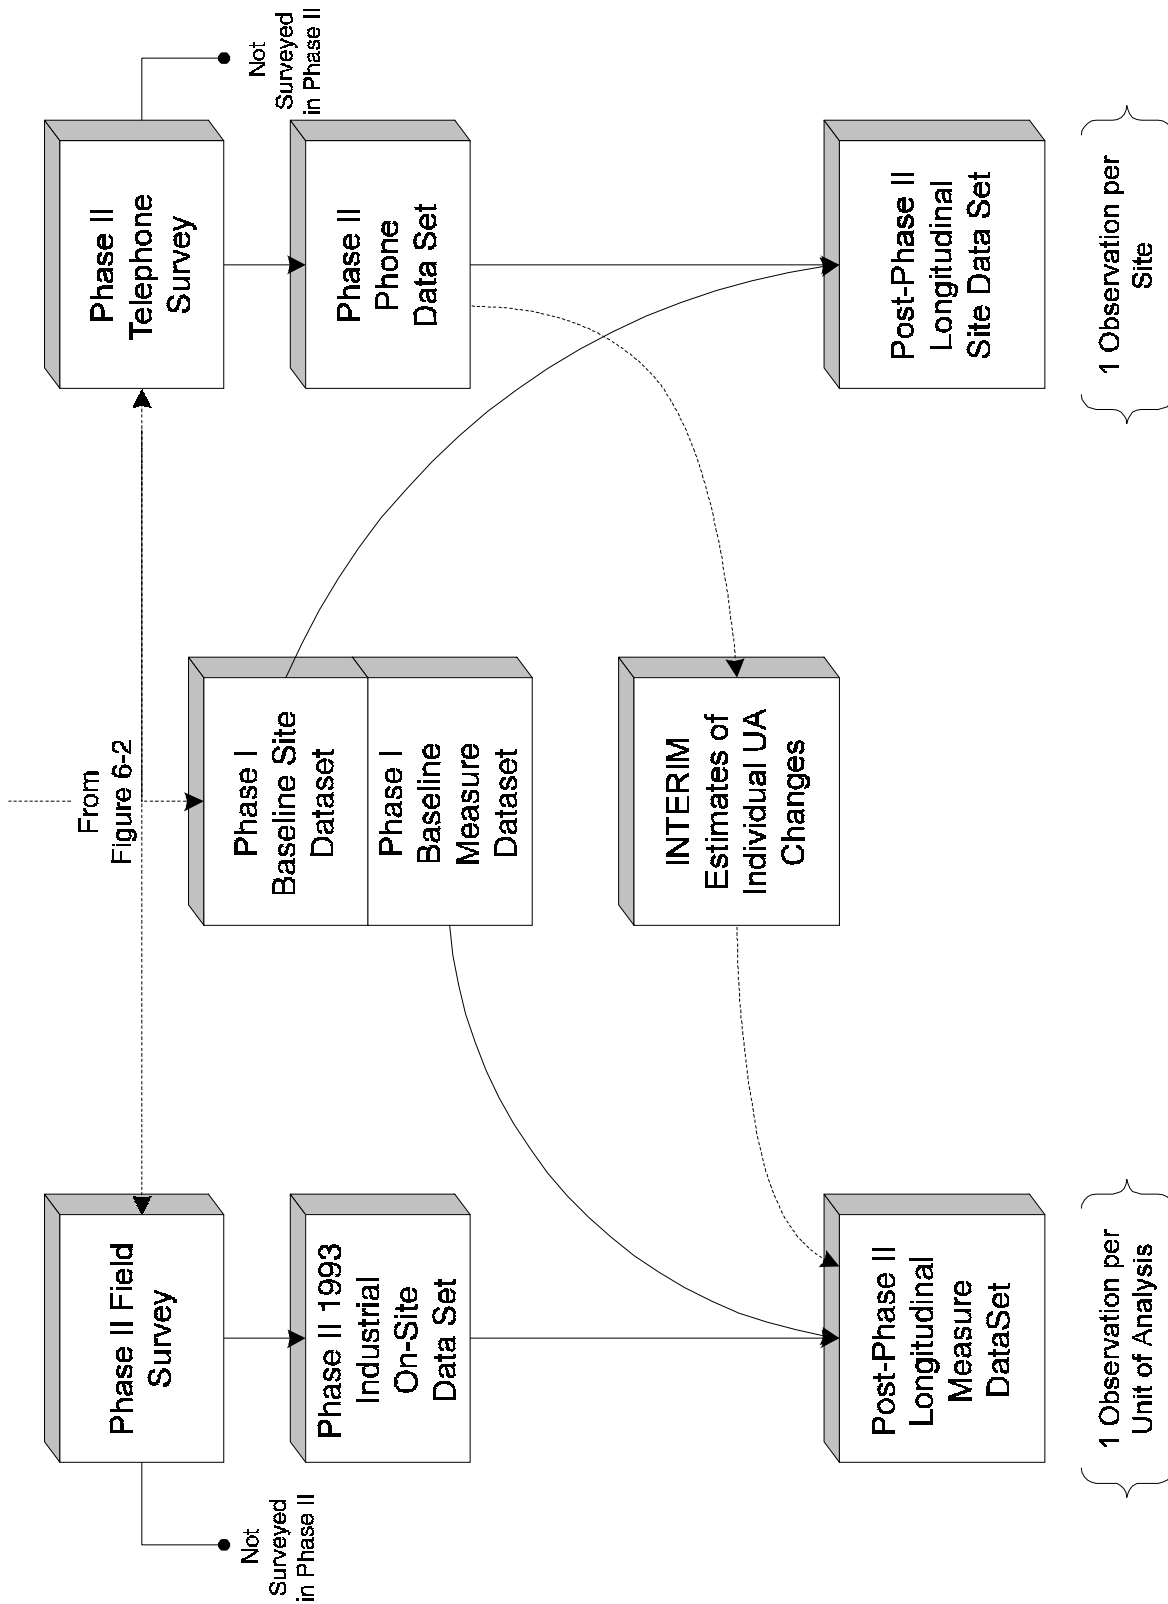 From
Figure 6-2
Phase II Field
Survey
Phase II
Telephone
Survey
Not
Surveyed
in Phase II
Not
Surveyed
in Phase II
Phase I
Baseline Site
Dataset
Phase I
Baseline
Measure
Dataset
Phase II 1993
Industrial
On-Site
Data Set
Phase II
Phone
Data Set
INTERIM
Estimates of
Individual UA
Changes
Post-Phase II
Longitudinal
Measure
DataSet
Post-Phase II
Longitudinal
Site Data Set
1 Observation per
Unit of Analysis
1 Observation per
Site